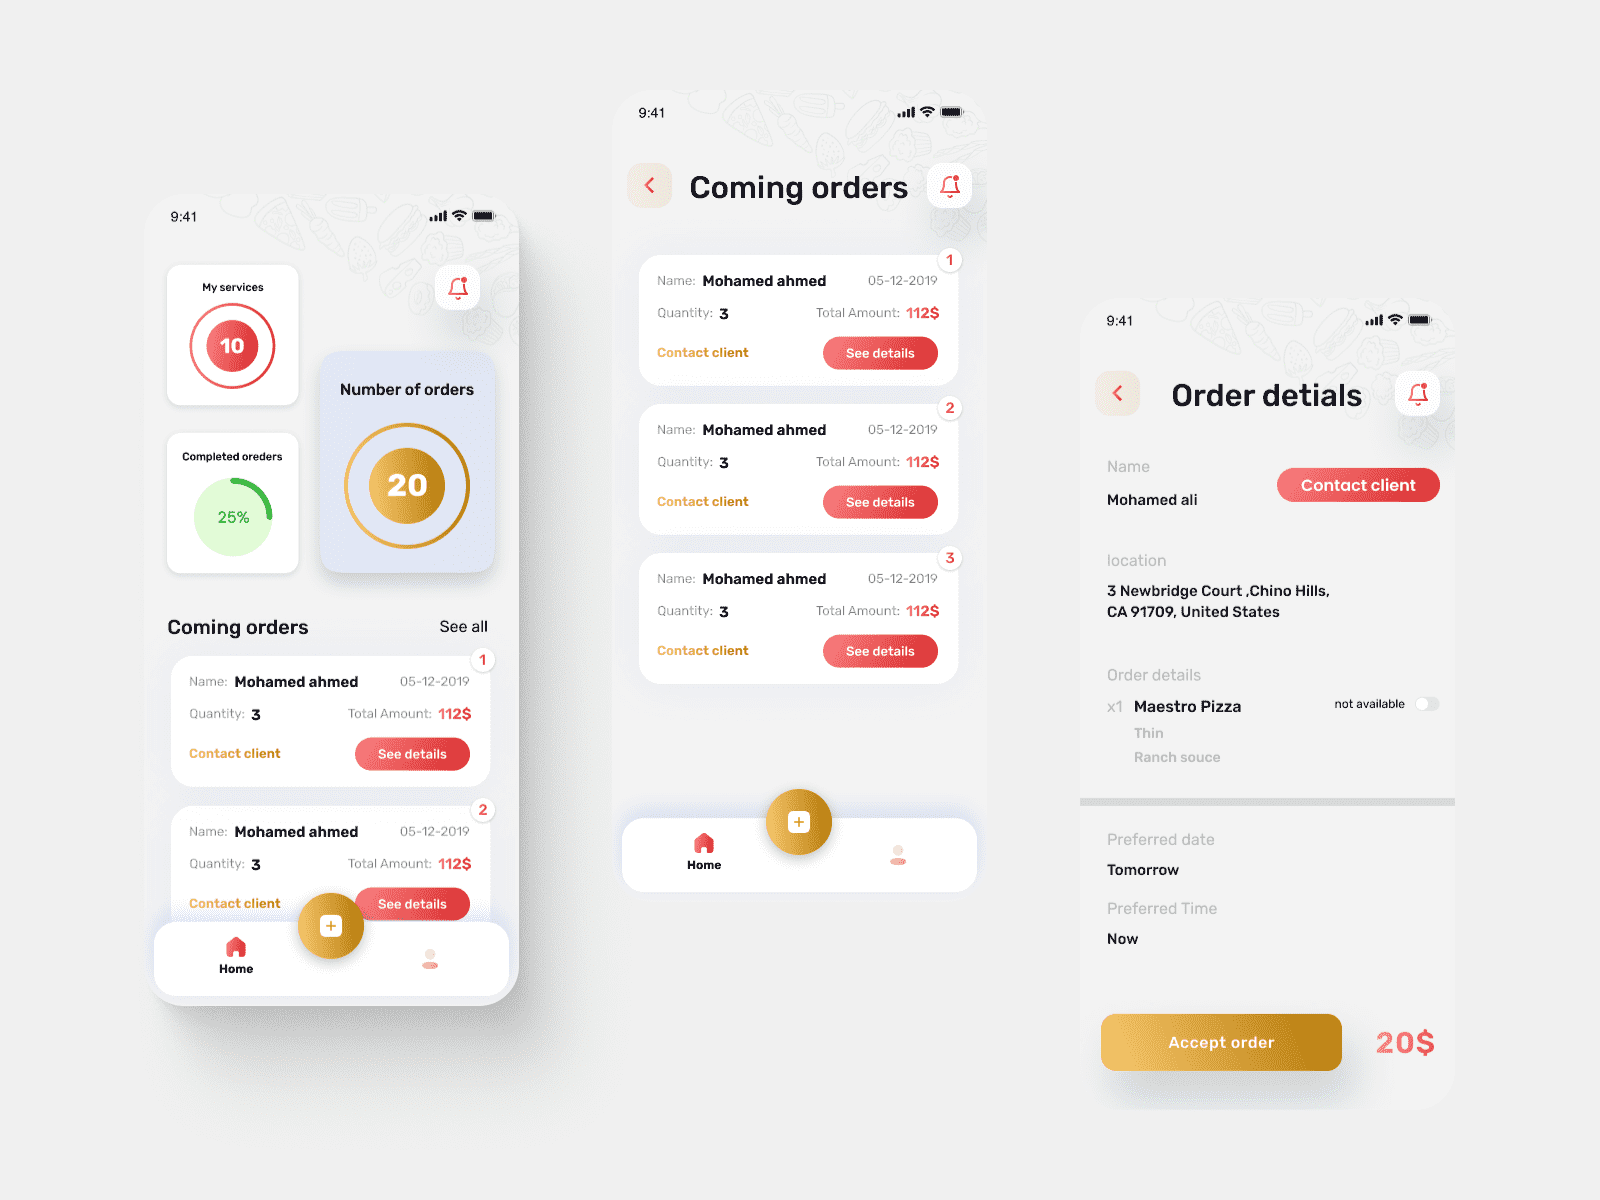 9:41
My services
10
Number of orders
20
Completed oreders
25%
Coming orders See all
1
Name: Mohamed ahmed 05-12-2019
Quantity: 3 Total Amount: 112$
Contact client See details
2
Name: Mohamed ahmed 05-12-2019
Quantity: 3 Total Amount: 112$
Contact client See details
Home
9:41
Coming orders
1
Name: Mohamed ahmed 05-12-2019
Quantity: 3 Total Amount: 112$
Contact client See details
2
Name: Mohamed ahmed 05-12-2019
Quantity: 3 Total Amount: 112$
Contact client See details
3
Name: Mohamed ahmed 05-12-2019
Quantity: 3 Total Amount: 112$
Contact client See details
Home
9:41
Order detials
Name
Mohamed ali
Contact client
location
3 Newbridge Court ,Chino Hills,
CA 91709, United States
Order details
x1 Maestro Pizza not available
Thin
Ranch souce
Preferred date
Tomorrow
Preferred Time
Now
Accept order 20$